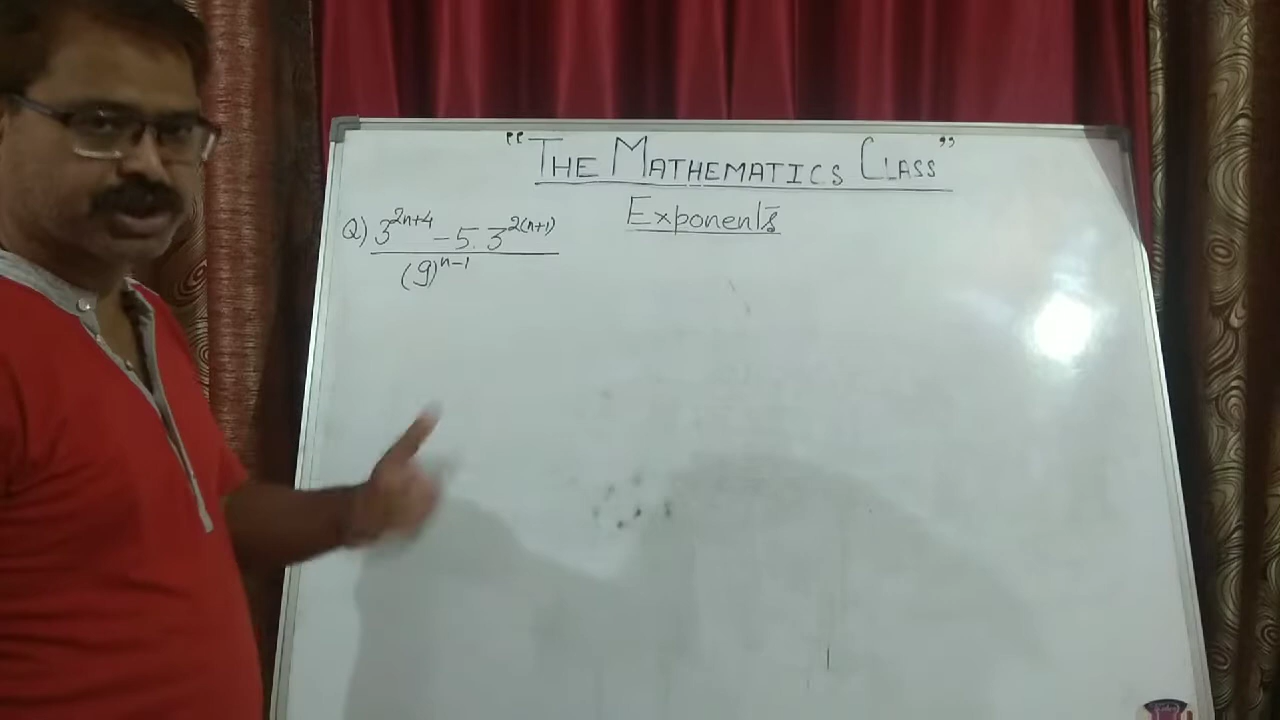 "The Mathematics Class"
Exponents
Q) 3^{2n+4} - 5. 3^{2(n+1)}
(9)^{n-1}